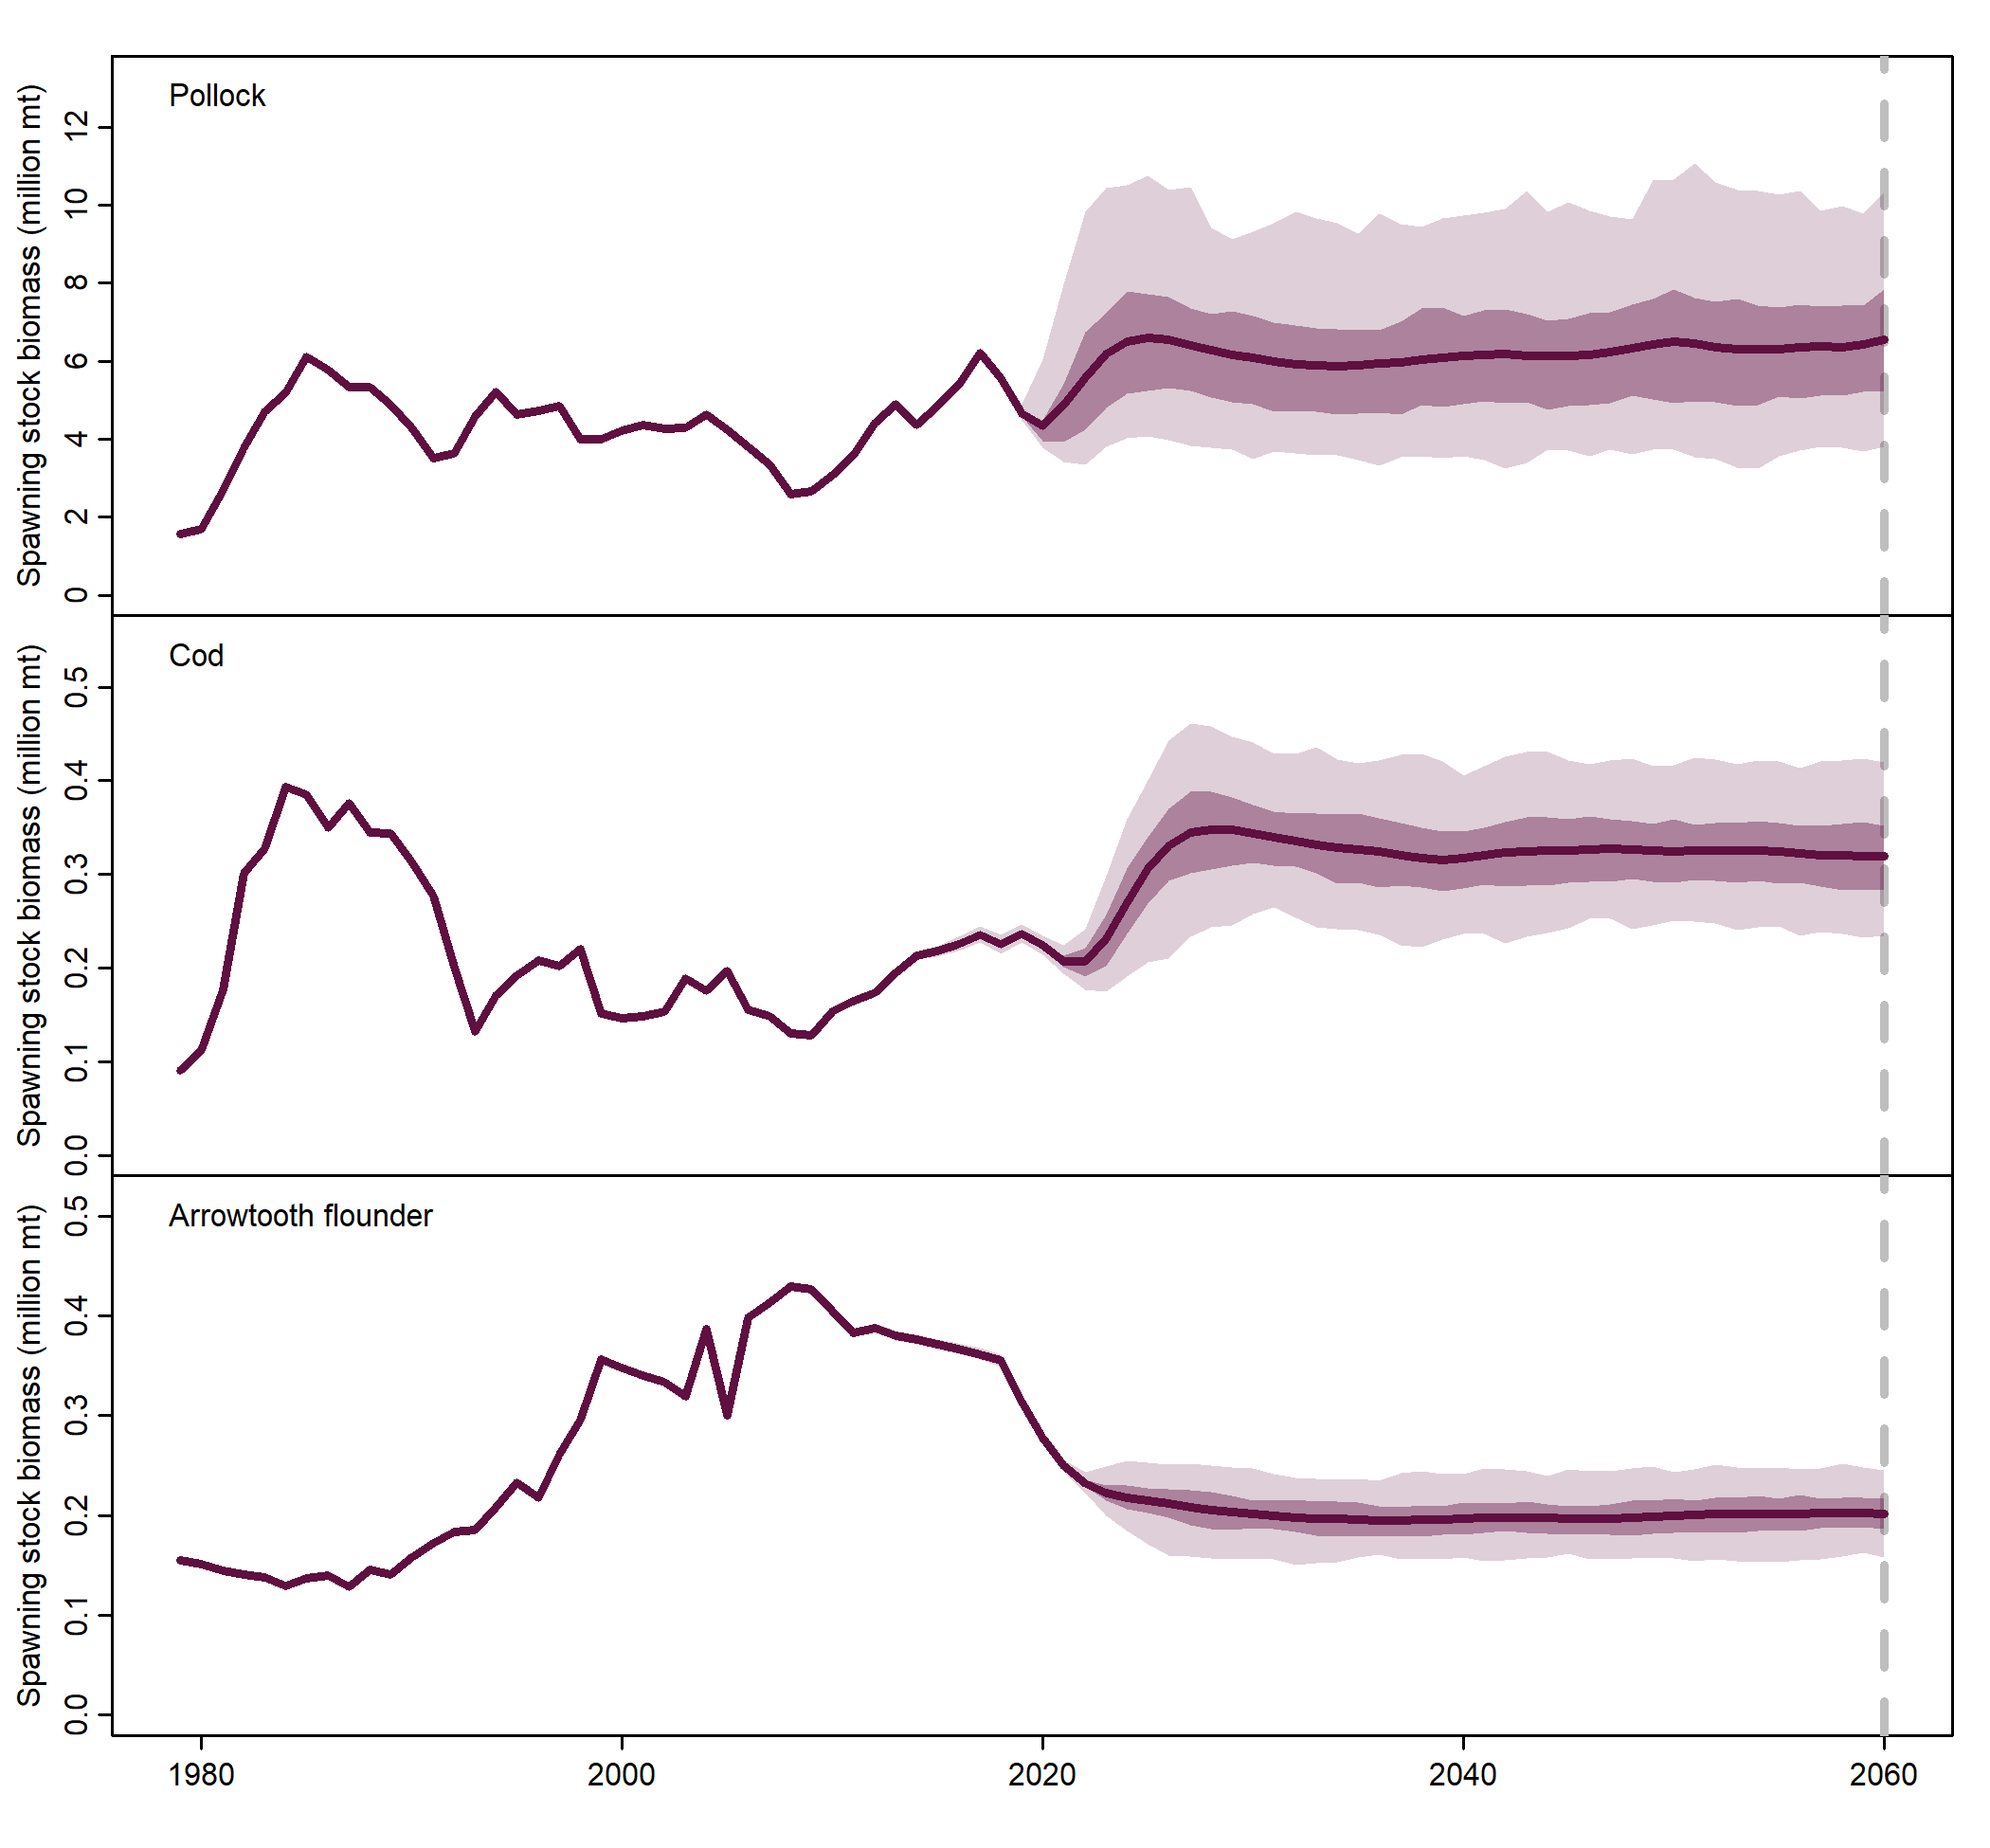 Pollock
Spawning stock biomass (million mt)
12
10
8
6
4
2
0
Cod
Spawning stock biomass (million mt)
0.5
0.4
0.3
0.2
0.1
0.0
Arrowtooth flounder
Spawning stock biomass (million mt)
0.5
0.4
0.3
0.2
0.1
0.0
1980 2000 2020 2040 2060